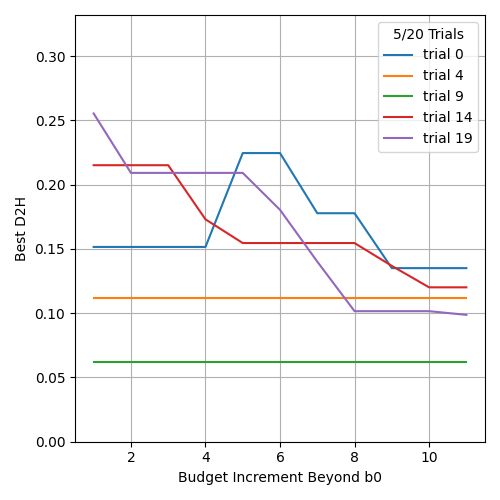 5/20 Trials
trial 0
trial 4
trial 9
trial 14
trial 19
0.30
0.25
0.20
0.15
0.10
0.05
0.00
Best D2H
2 4 6 8 10
Budget Increment Beyond b0